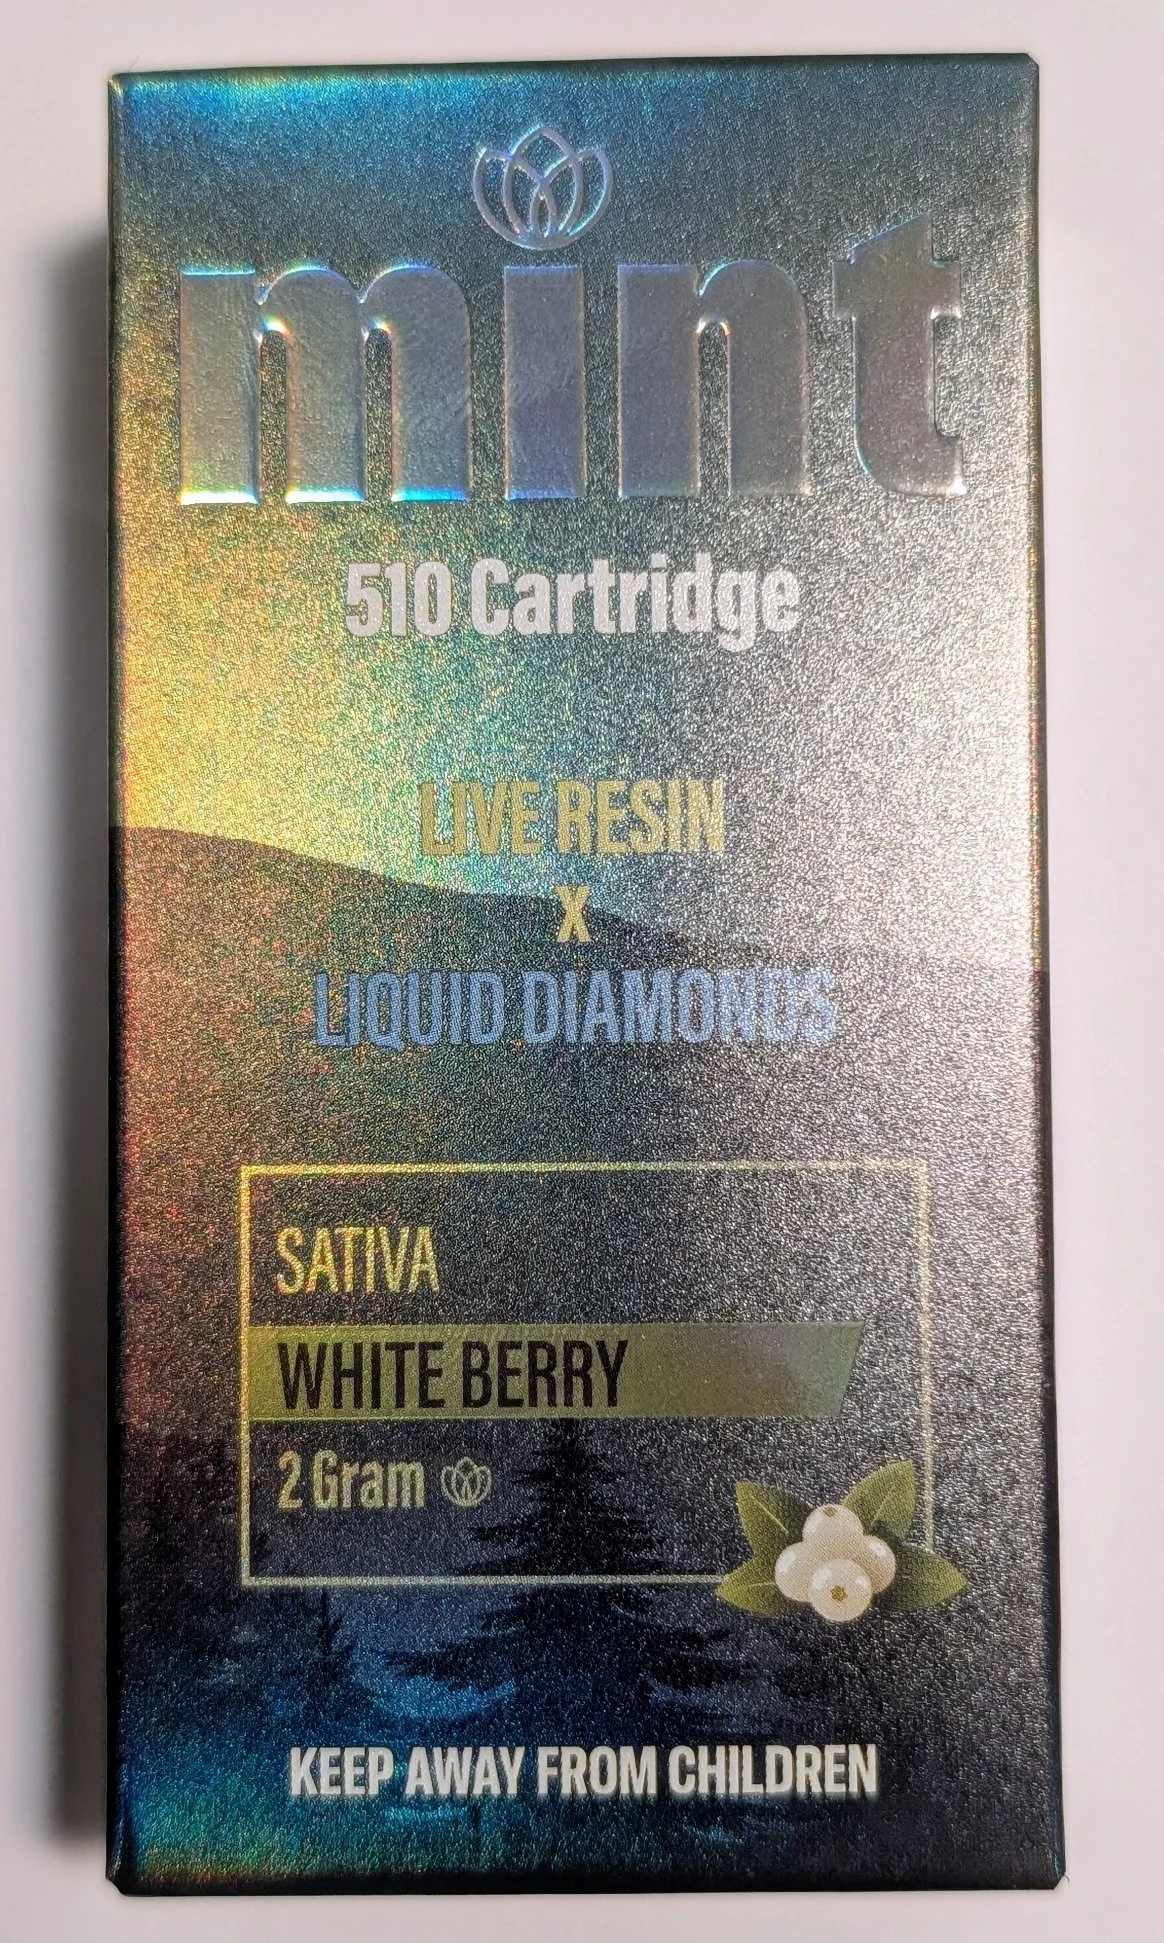 mint
510 Cartridge
LIVE RESIN
X
LIQUID DIAMONDS
SATIVA
WHITE BERRY
2 Gram
KEEP AWAY FROM CHILDREN